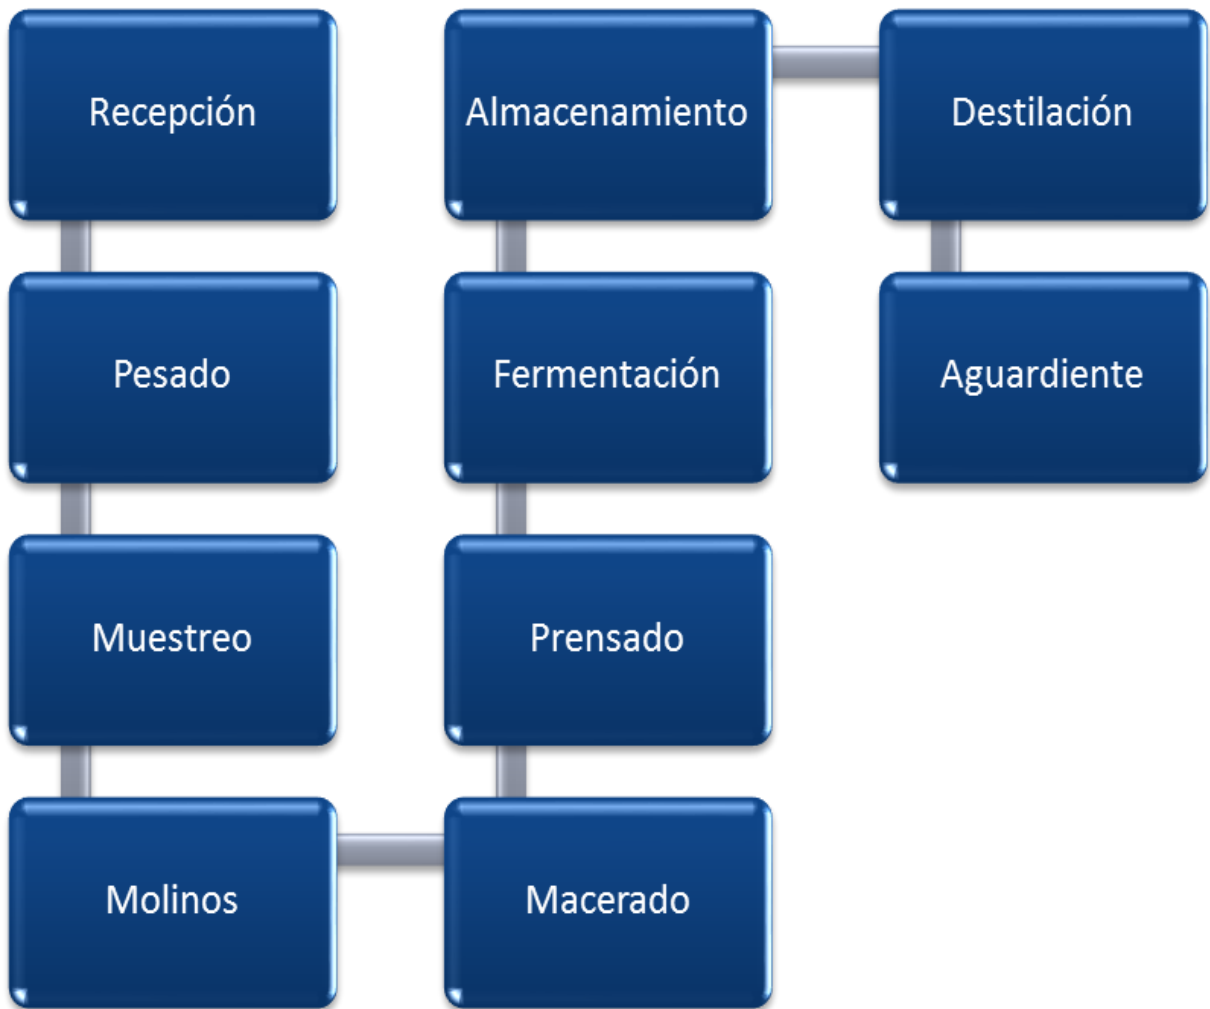 Recepción
Pesado
Muestreo
Molinos
Macerado
Prensado
Fermentación
Almacenamiento
Destilación
Aguardiente